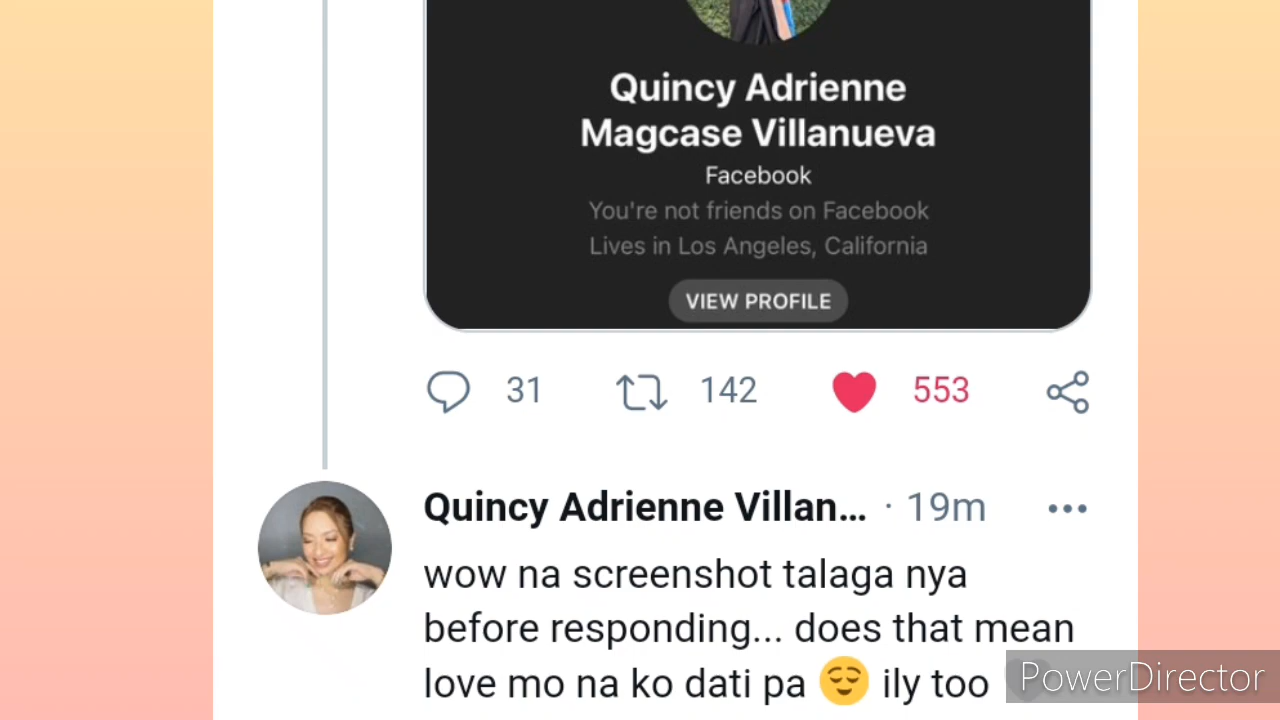 Quincy Adrienne
Magcase Villanueva
Facebook
You're not friends on Facebook
Lives in Los Angeles, California
VIEW PROFILE
31 142 553
Quincy Adrienne Villan... · 19m
wow na screenshot talaga nya
before responding... does that mean
love mo na ko dati pa 😌 ily too
PowerDirector